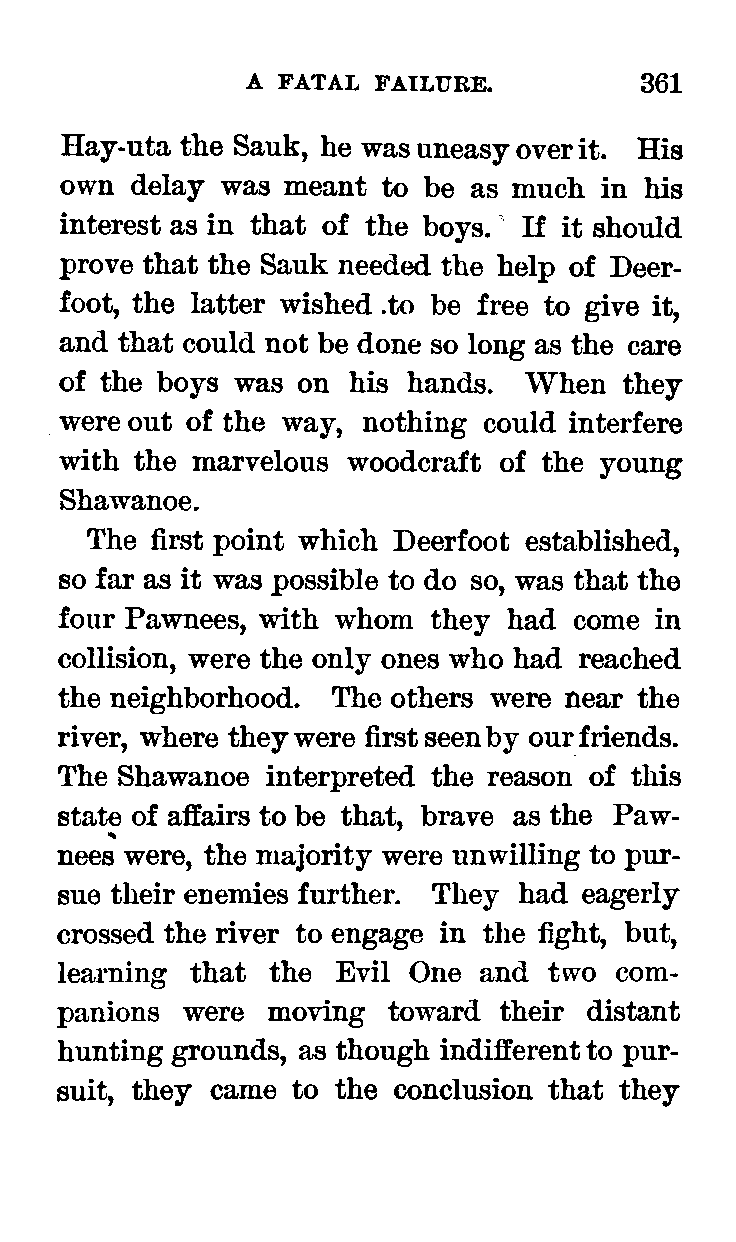 A FATAL FAILURE. 361
Hay-uta the Sauk, he was uneasy over it. His
own delay was meant to be as much in his
interest as in that of the boys. If it should
prove that the Sauk needed the help of Deer-
foot, the latter wished .to be free to give it,
and that could not be done so long as the care
of the boys was on his hands. When they
were out of the way, nothing could interfere
with the marvelous woodcraft of the young
Shawanoe.
The first point which Deerfoot established,
so far as it was possible to do so, was that the
four Pawnees, with whom they had come in
collision, were the only ones who had reached
the neighborhood. The others were near the
river, where they were first seen by our friends.
The Shawanoe interpreted the reason of this
state of affairs to be that, brave as the Paw-
nees were, the majority were unwilling to pur-
sue their enemies further. They had eagerly
crossed the river to engage in the fight, but,
learning that the Evil One and two com-
panions were moving toward their distant
hunting grounds, as though indifferent to pur-
suit, they came to the conclusion that they